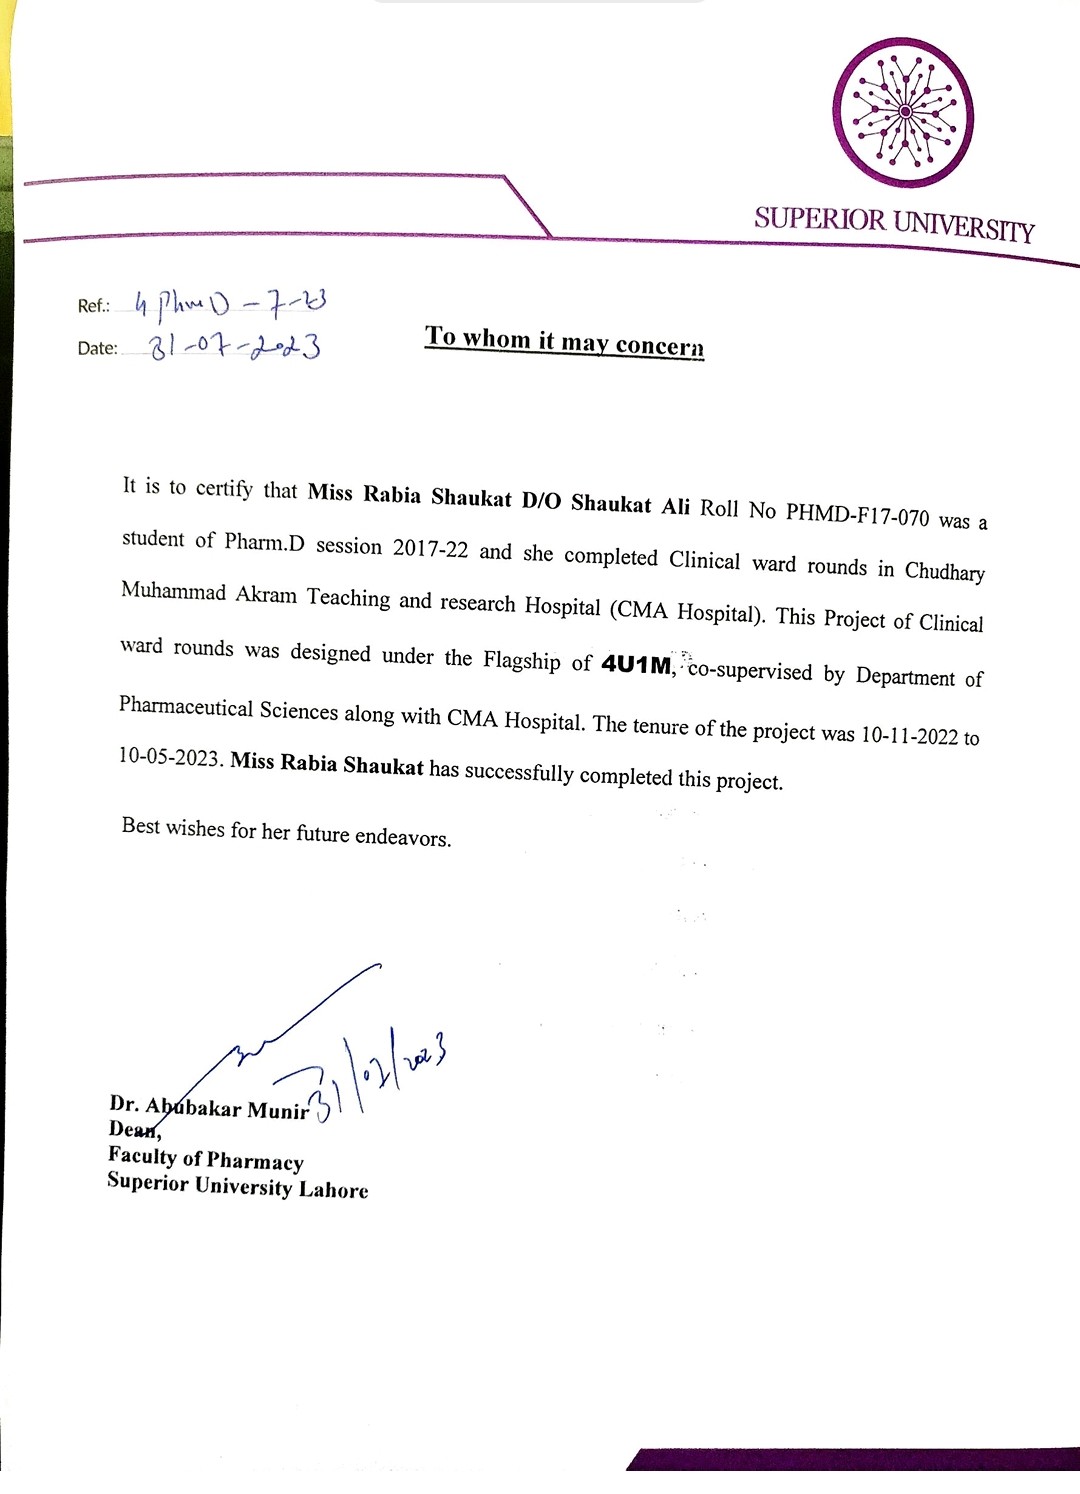 SUPERIOR UNIVERSITY
Ref.: 4 PhmD-7-23
Date: 31-07-2023
To whom it may concern
It is to certify that Miss Rabia Shaukat D/O Shaukat Ali Roll No PHMD-F17-070 was a
student of Pharm.D session 2017-22 and she completed Clinical ward rounds in Chudhary
Muhammad Akram Teaching and research Hospital (CMA Hospital). This Project of Clinical
ward rounds was designed under the Flagship of 4U1M, co-supervised by Department of
Pharmaceutical Sciences along with CMA Hospital. The tenure of the project was 10-11-2022 to
10-05-2023. Miss Rabia Shaukat has successfully completed this project.
Best wishes for her future endeavors.
31/07/2023
Dr. Abubakar Munir
Dean,
Faculty of Pharmacy
Superior University Lahore